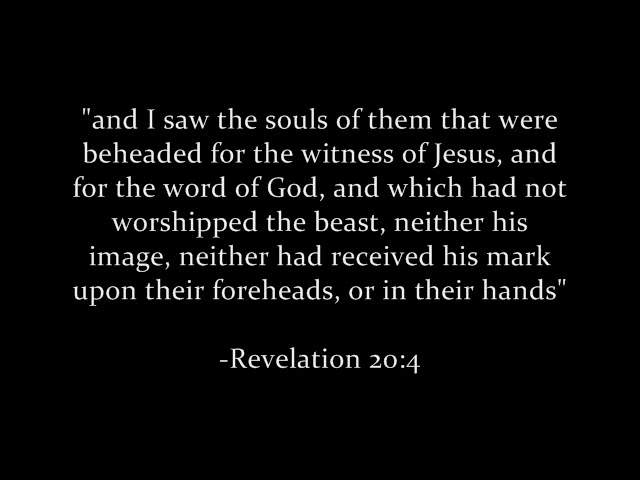 "and I saw the souls of them that were
beheaded for the witness of Jesus, and
for the word of God, and which had not
worshipped the beast, neither his
image, neither had received his mark
upon their foreheads, or in their hands"
-Revelation 20:4